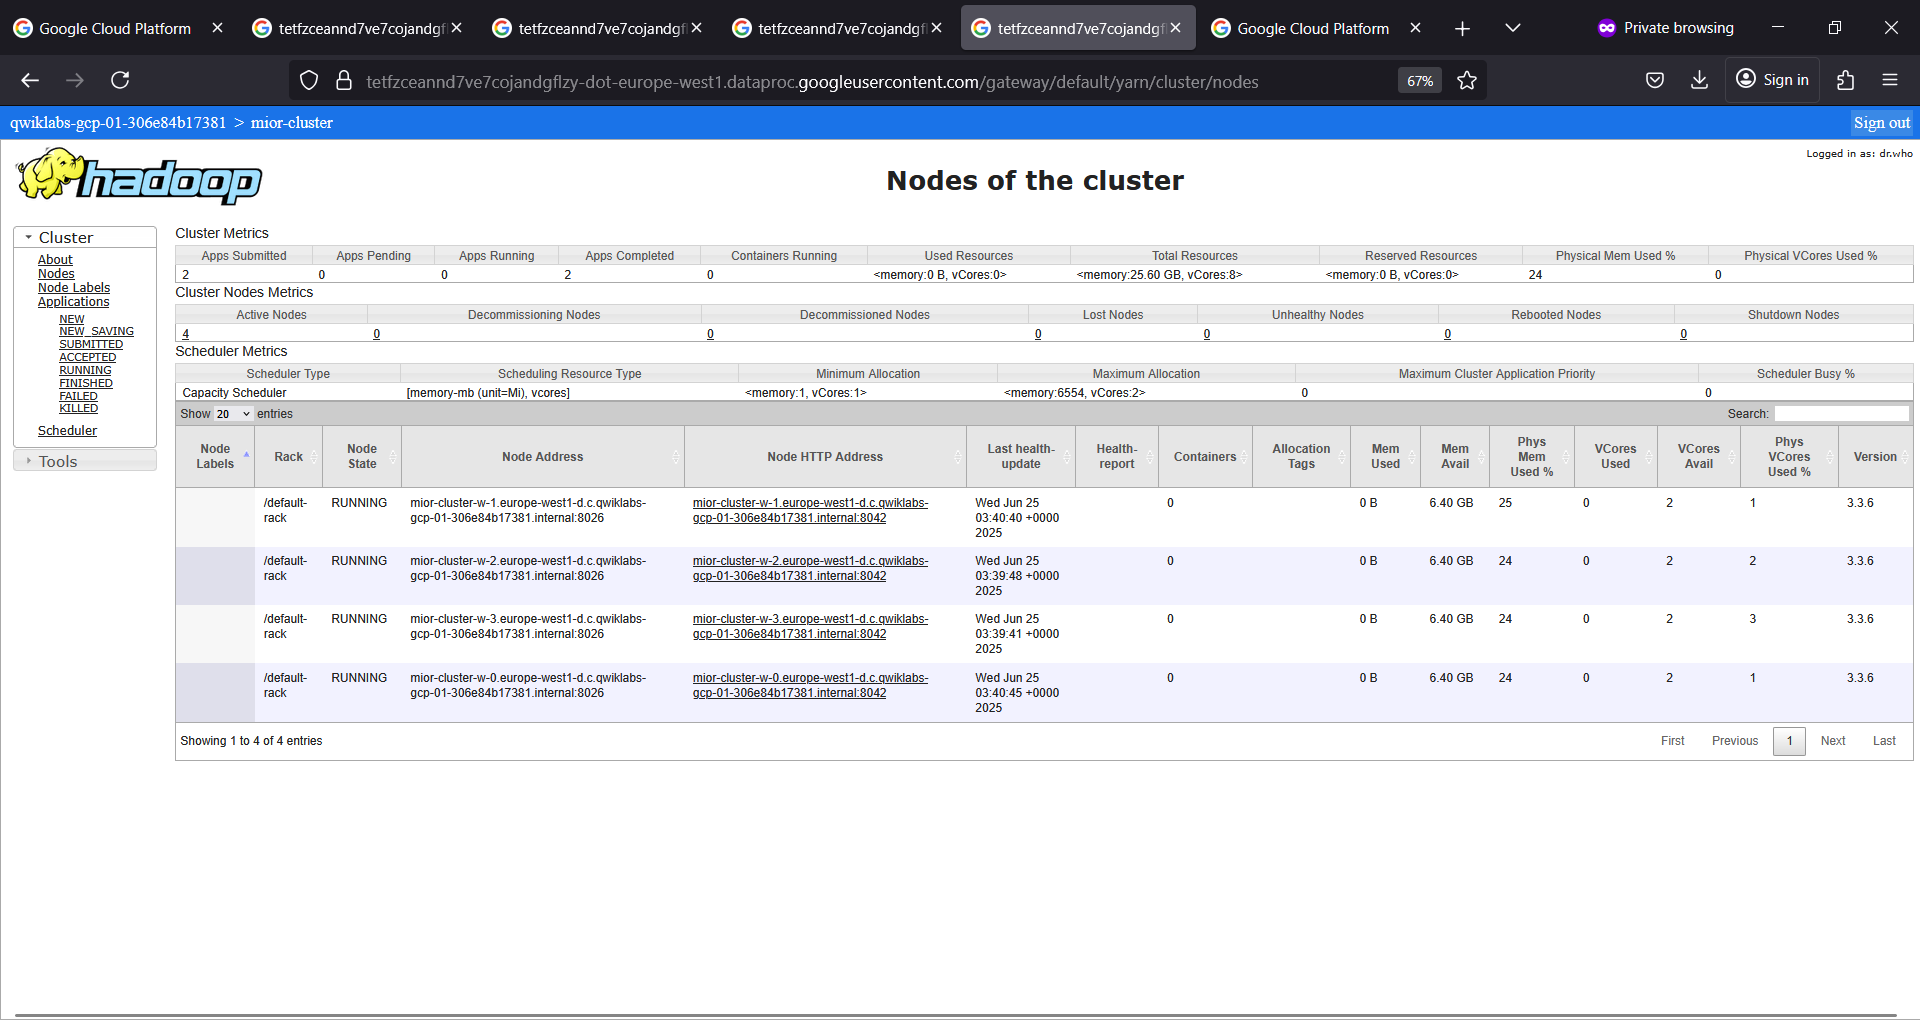 Google Cloud Platform
tetfzceannd7ve7cojandgfl
tetfzceannd7ve7cojandgfl
tetfzceannd7ve7cojandgfl
tetfzceannd7ve7cojandgfl
Google Cloud Platform
Private browsing
tetfzceannd7ve7cojandgflzy-dot-europe-west1.dataproc.googleusercontent.com/gateway/default/yarn/cluster/nodes
67%
Sign in
qwiklabs-gcp-01-306e84b17381 > mior-cluster
Sign out
hadoop
Nodes of the cluster
Logged in as: dr.who
Cluster
About
Nodes
Node Labels
Applications
NEW
NEW_SAVING
SUBMITTED
ACCEPTED
RUNNING
FINISHED
FAILED
KILLED
Scheduler
Tools
Cluster Metrics
Apps Submitted Apps Pending Apps Running Apps Completed Containers Running Used Resources Total Resources Reserved Resources Physical Mem Used % Physical VCores Used %
2 0 0 2 0 <memory:0 B, vCores:0> <memory:25.60 GB, vCores:8> <memory:0 B, vCores:0> 24 0
Cluster Nodes Metrics
Active Nodes Decommissioning Nodes Decommissioned Nodes Lost Nodes Unhealthy Nodes Rebooted Nodes Shutdown Nodes
4 0 0 0 0 0 0
Scheduler Metrics
Scheduler Type Scheduling Resource Type Minimum Allocation Maximum Allocation Maximum Cluster Application Priority Scheduler Busy %
Capacity Scheduler [memory-mb (unit=Mi), vcores] <memory:1, vCores:1> <memory:6554, vCores:2> 0 0
Show 20 entries Search:
Node Labels Rack Node State Node Address Node HTTP Address Last health-update Health-report Containers Allocation Tags Mem Used Mem Avail Phys Mem Used % VCores Used VCores Avail Phys VCores Used % Version
/default- RUNNING mior-cluster-w-1.europe-west1-d.c.qwiklabs- mior-cluster-w-1.europe-west1-d.c.qwiklabs- Wed Jun 25 0 0 B 6.40 GB 25 0 2 1 3.3.6
rack gcp-01-306e84b17381.internal:8026 gcp-01-306e84b17381.internal:8042 03:40:40 +0000
2025
/default- RUNNING mior-cluster-w-2.europe-west1-d.c.qwiklabs- mior-cluster-w-2.europe-west1-d.c.qwiklabs- Wed Jun 25 0 0 B 6.40 GB 24 0 2 2 3.3.6
rack gcp-01-306e84b17381.internal:8026 gcp-01-306e84b17381.internal:8042 03:39:48 +0000
2025
/default- RUNNING mior-cluster-w-3.europe-west1-d.c.qwiklabs- mior-cluster-w-3.europe-west1-d.c.qwiklabs- Wed Jun 25 0 0 B 6.40 GB 24 0 2 3 3.3.6
rack gcp-01-306e84b17381.internal:8026 gcp-01-306e84b17381.internal:8042 03:39:41 +0000
2025
/default- RUNNING mior-cluster-w-0.europe-west1-d.c.qwiklabs- mior-cluster-w-0.europe-west1-d.c.qwiklabs- Wed Jun 25 0 0 B 6.40 GB 24 0 2 1 3.3.6
rack gcp-01-306e84b17381.internal:8026 gcp-01-306e84b17381.internal:8042 03:40:45 +0000
2025
Showing 1 to 4 of 4 entries First Previous 1 Next Last